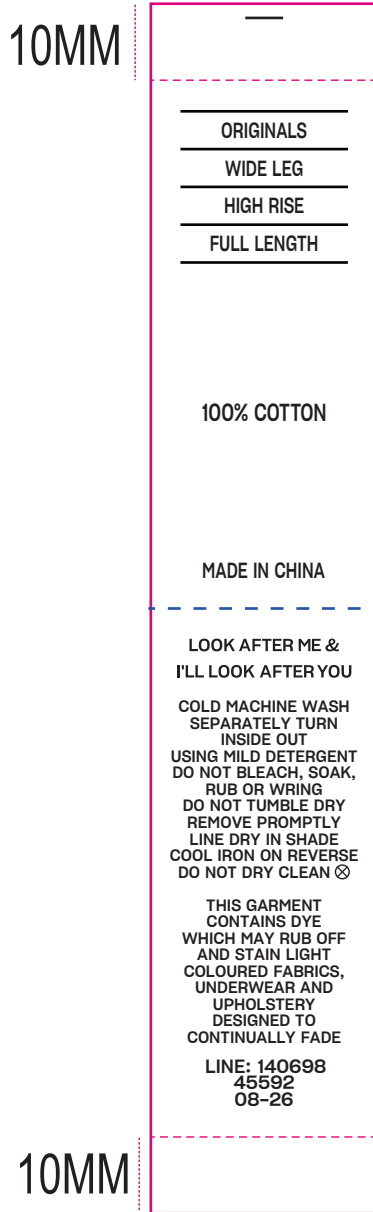 10MM
ORIGINALS
WIDE LEG
HIGH RISE
FULL LENGTH
100% COTTON
MADE IN CHINA
LOOK AFTER ME &
I'LL LOOK AFTER YOU
COLD MACHINE WASH
SEPARATELY TURN
INSIDE OUT
USING MILD DETERGENT
DO NOT BLEACH, SOAK,
RUB OR WRING
DO NOT TUMBLE DRY
REMOVE PROMPTLY
LINE DRY IN SHADE
COOL IRON ON REVERSE
DO NOT DRY CLEAN
THIS GARMENT
CONTAINS DYE
WHICH MAY RUB OFF
AND STAIN LIGHT
COLOURED FABRICS,
UNDERWEAR AND
UPHOLSTERY
DESIGNED TO
CONTINUALLY FADE
LINE: 140698
45592
08-26
10MM